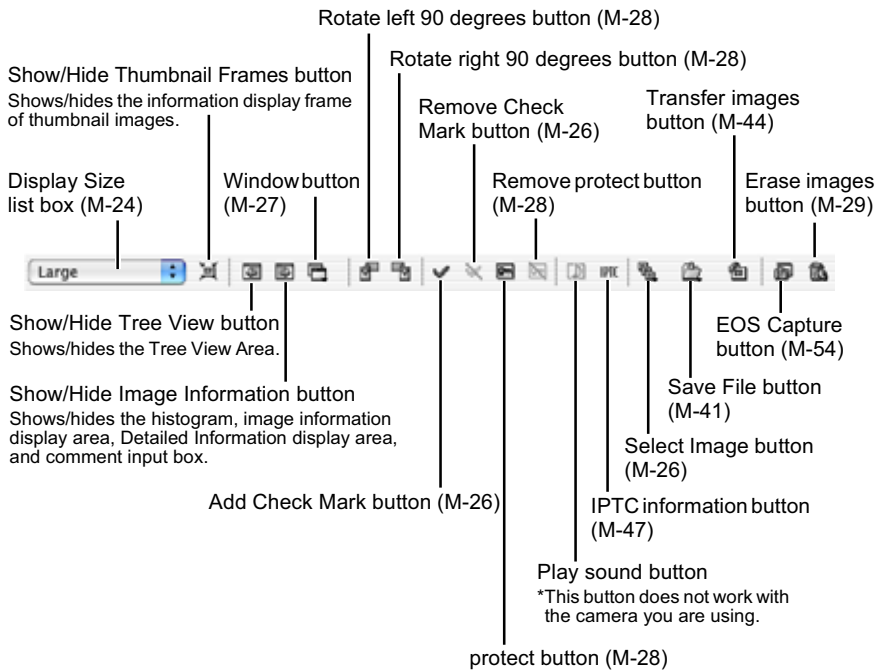 Rotate left 90 degrees button (M-28)
Rotate right 90 degrees button (M-28)
Show/Hide Thumbnail Frames button
Shows/hides the information display frame
of thumbnail images.
Remove Check
Mark button (M-26)
Transfer images
button (M-44)
Display Size
list box (M-24)
Window button
(M-27)
Remove protect button
(M-28)
Erase images
button (M-29)
Large
IPTC
Show/Hide Tree View button
Shows/hides the Tree View Area.
EOS Capture
button (M-54)
Show/Hide Image Information button
Shows/hides the histogram, image information
display area, Detailed Information display area,
and comment input box.
Save File button
(M-41)
Select Image button
(M-26)
Add Check Mark button (M-26)
IPTC information button
(M-47)
Play sound button
*This button does not work with
the camera you are using.
protect button (M-28)